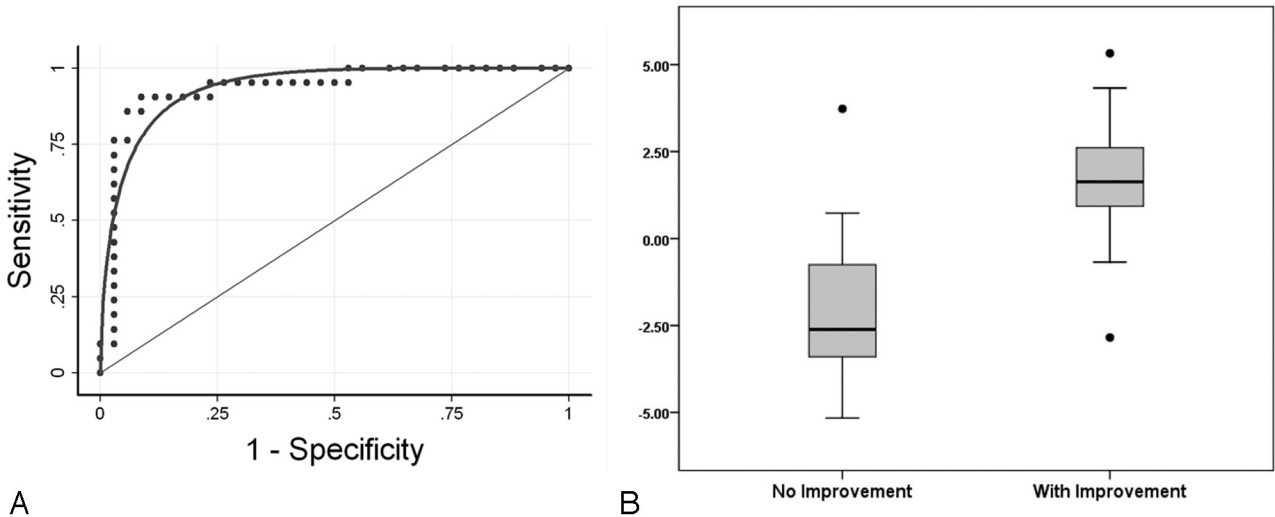 1
.75
.5
.25
0
Sensitivity
0 .25 .5 .75 1
1 - Specificity
A
5.00
2.50
0.00
-2.50
-5.00
No Improvement With Improvement
B